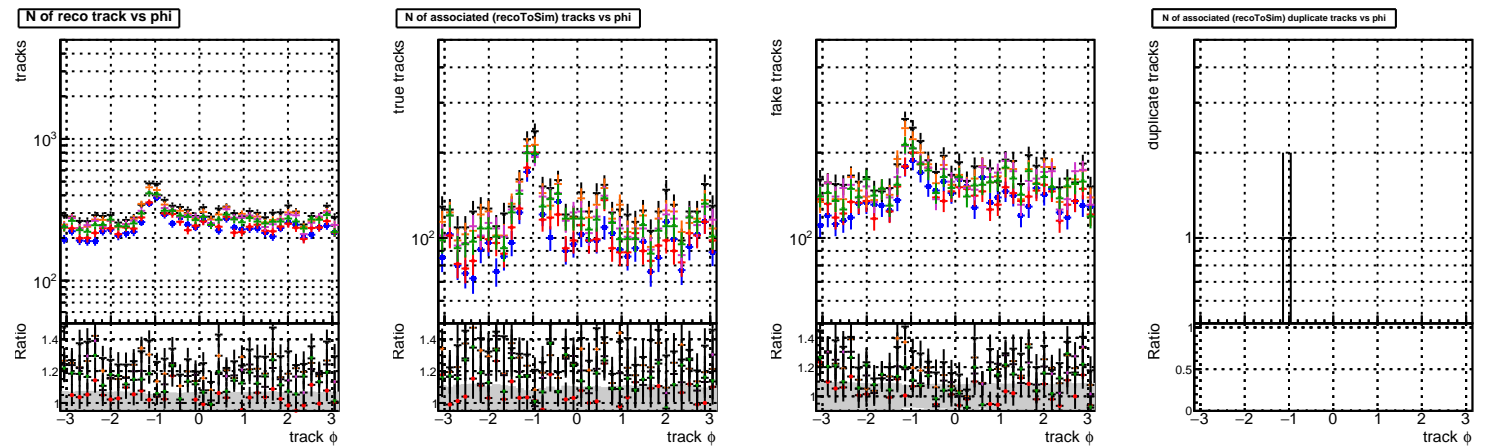 N of reco track vs phi
N of associated (recoToSim) tracks vs phi
N of associated (recoToSim) duplicate tracks vs phi
tracks
10³
10²
Ratio
1.4
1.2
1
−3 −2 −1 0 1 2 3
track ϕ
true tracks
10²
Ratio
1.4
1.2
1
−3 −2 −1 0 1 2 3
track ϕ
fake tracks
10²
Ratio
1.4
1.2
1
−3 −2 −1 0 1 2 3
track ϕ
duplicate tracks
1
Ratio
1
0.5
0
−3 −2 −1 0 1 2 3
track ϕ